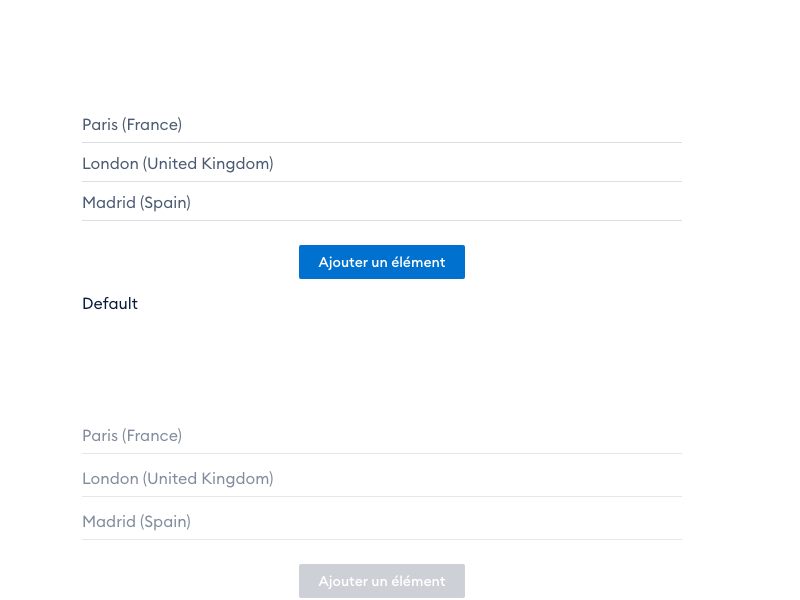 Paris (France)
London (United Kingdom)
Madrid (Spain)
Ajouter un élément
Default
Paris (France)
London (United Kingdom)
Madrid (Spain)
Ajouter un élément